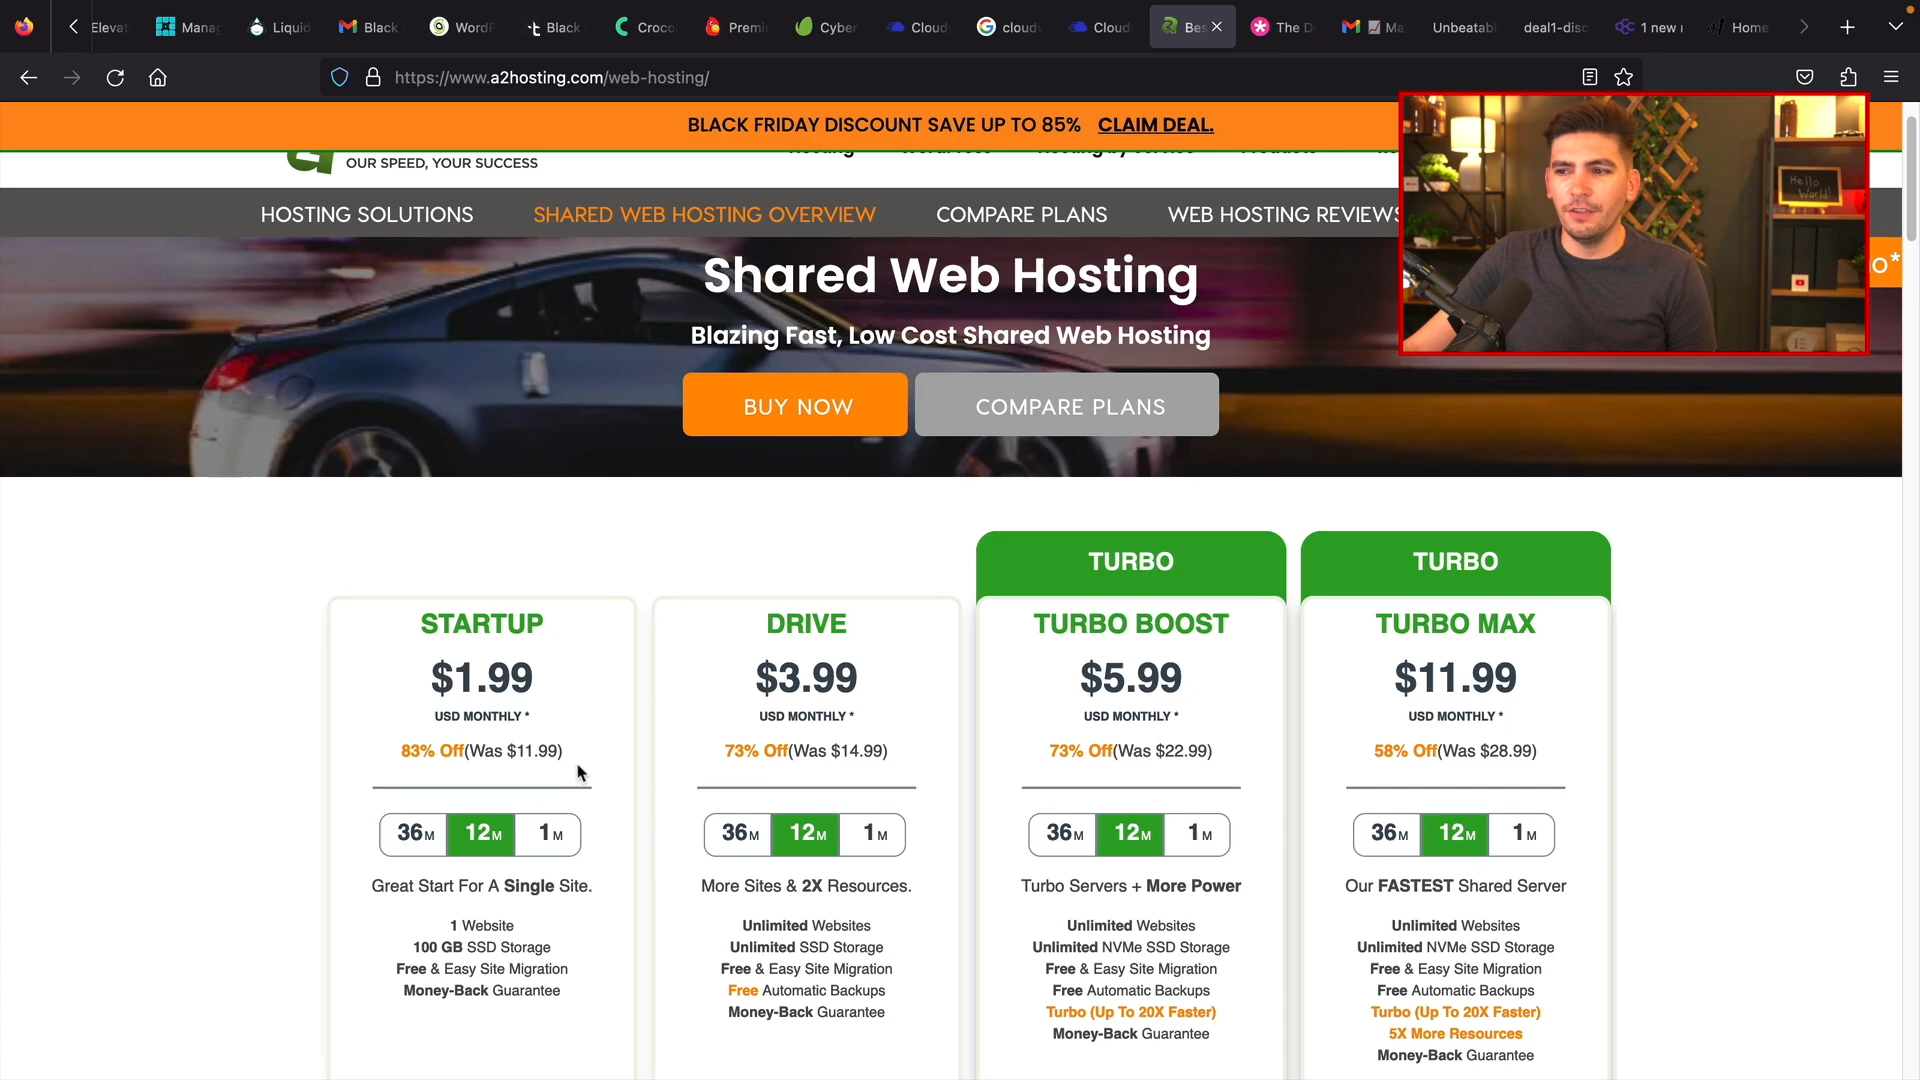 Elevat
Manag
Liquid
Black
WordP
Black
Croco
Premi
Cyber
Cloud
cloudw
Cloud
Bes
The D
Ma
Unbeatabl
deal1-disc
1 new
Home
https://www.a2hosting.com/web-hosting/
BLACK FRIDAY DISCOUNT SAVE UP TO 85% CLAIM DEAL.
OUR SPEED, YOUR SUCCESS
HOSTING SOLUTIONS SHARED WEB HOSTING OVERVIEW COMPARE PLANS WEB HOSTING REVIEWS
Hello
World!
O*
Shared Web Hosting
Blazing Fast, Low Cost Shared Web Hosting
BUY NOW COMPARE PLANS
TURBO
TURBO
STARTUP
$1.99
USD MONTHLY *
83% Off(Was $11.99)
36M 12M 1M
Great Start For A Single Site.
1 Website
100 GB SSD Storage
Free & Easy Site Migration
Money-Back Guarantee
DRIVE
$3.99
USD MONTHLY *
73% Off(Was $14.99)
36M 12M 1M
More Sites & 2X Resources.
Unlimited Websites
Unlimited SSD Storage
Free & Easy Site Migration
Free Automatic Backups
Money-Back Guarantee
TURBO BOOST
$5.99
USD MONTHLY *
73% Off(Was $22.99)
36M 12M 1M
Turbo Servers + More Power
Unlimited Websites
Unlimited NVMe SSD Storage
Free & Easy Site Migration
Free Automatic Backups
Turbo (Up To 20X Faster)
Money-Back Guarantee
TURBO MAX
$11.99
USD MONTHLY *
58% Off(Was $28.99)
36M 12M 1M
Our FASTEST Shared Server
Unlimited Websites
Unlimited NVMe SSD Storage
Free & Easy Site Migration
Free Automatic Backups
Turbo (Up To 20X Faster)
5X More Resources
Money-Back Guarantee